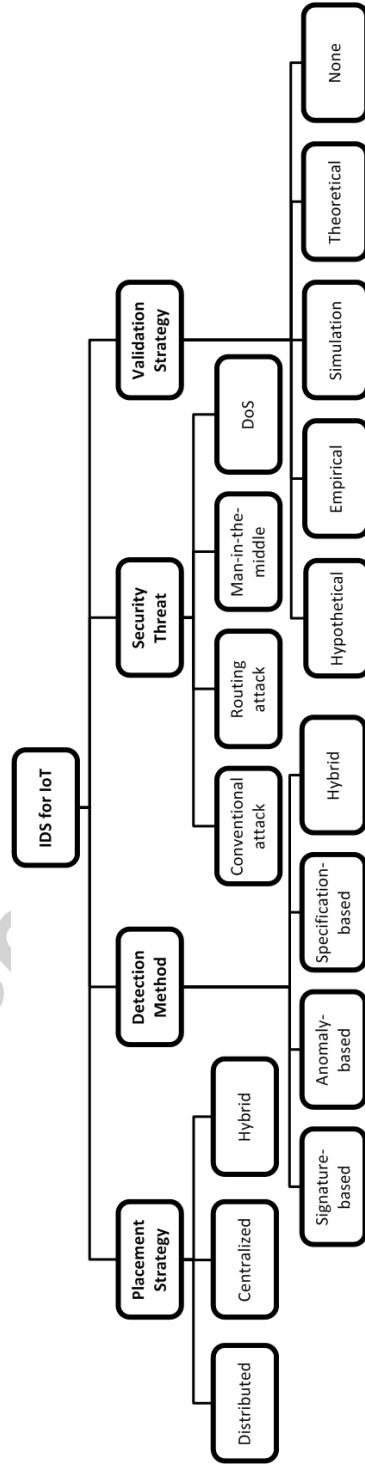 IDS for IoT
Placement
Strategy
Detection
Method
Security
Threat
Validation
Strategy
Distributed
Centralized
Hybrid
Conventional
attack
Routing
attack
Man-in-the-
middle
DoS
Signature-
based
Anomaly-
based
Specification-
based
Hybrid
Hypothetical
Empirical
Simulation
Theoretical
None